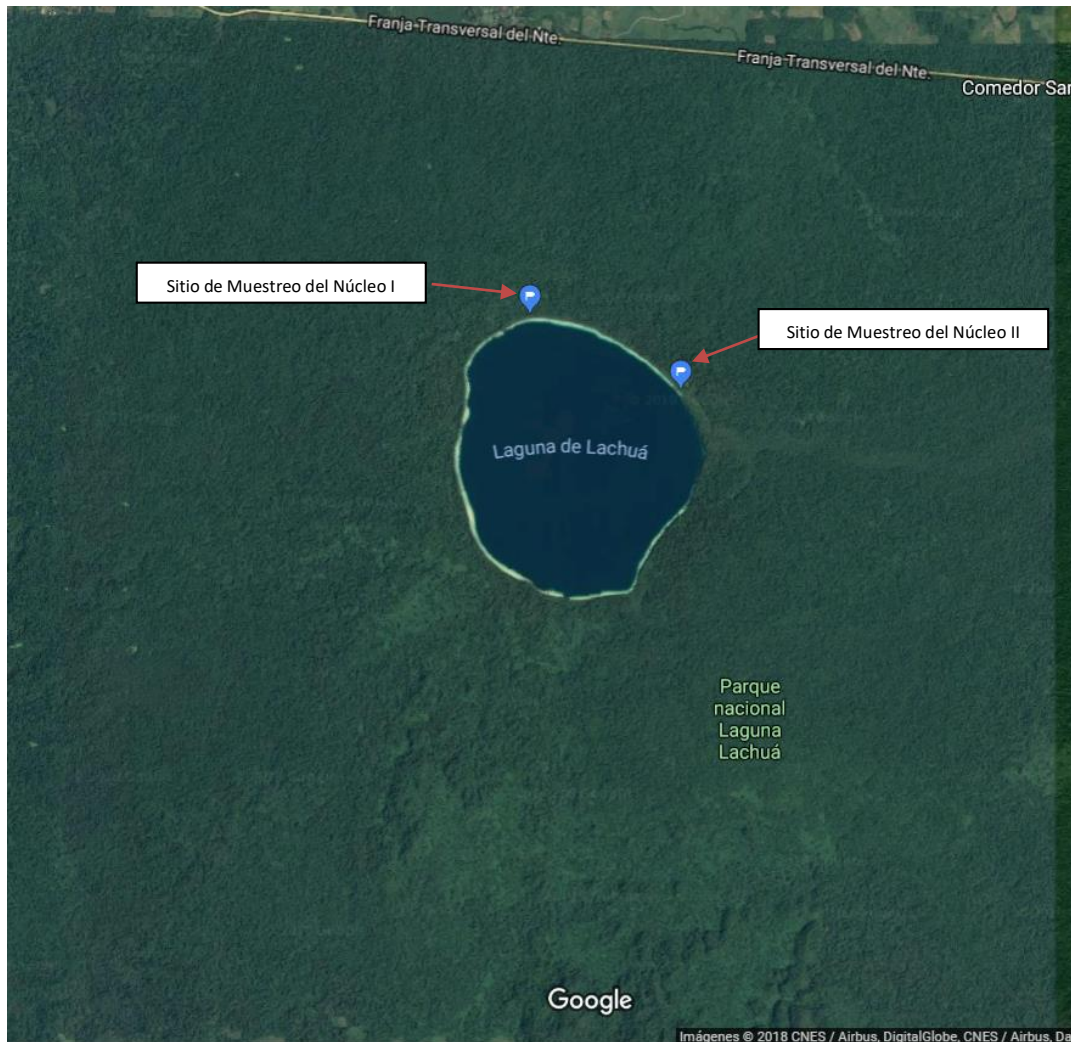 Franja Transversal del Nte.
Franja Transversal del Nte.
Comedor Sar
Sitio de Muestreo del Núcleo I
Sitio de Muestreo del Núcleo II
Laguna de Lachuá
Parque
nacional
Laguna
Lachuá
Google
Imágenes © 2018 CNES / Airbus, DigitalGlobe, CNES / Airbus, Da